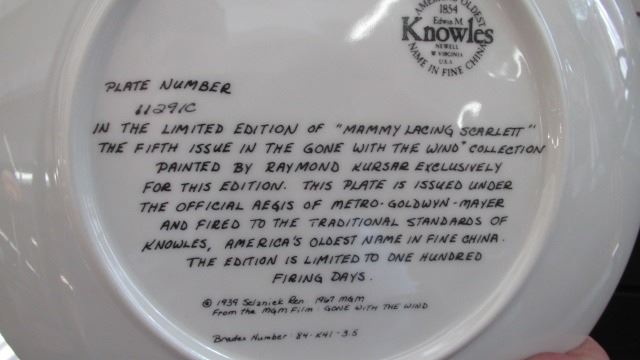 AMERICA'S OLDEST
1854
Edwin M.
Knowles
NEWELL
W. VIRGINIA
U.S.A.
NAME IN FINE CHINA
PLATE NUMBER
11291C
IN THE LIMITED EDITION OF "MAMMY LACING SCARLETT"
THE FIFTH ISSUE IN THE GONE WITH THE WIND COLLECTION
PAINTED BY RAYMOND KURSAR EXCLUSIVELY
FOR THIS EDITION. THIS PLATE IS ISSUED UNDER
THE OFFICIAL AEGIS OF METRO-GOLDWYN-MAYER
AND FIRED TO THE TRADITIONAL STANDARDS OF
KNOWLES, AMERICA'S OLDEST NAME IN FINE CHINA.
THE EDITION IS LIMITED TO ONE HUNDRED
FIRING DAYS.
© 1939 Selznick Ren. 1967 MGM
From the MGM Film: GONE WITH THE WIND
Bradex Number: 84-K41-3.5